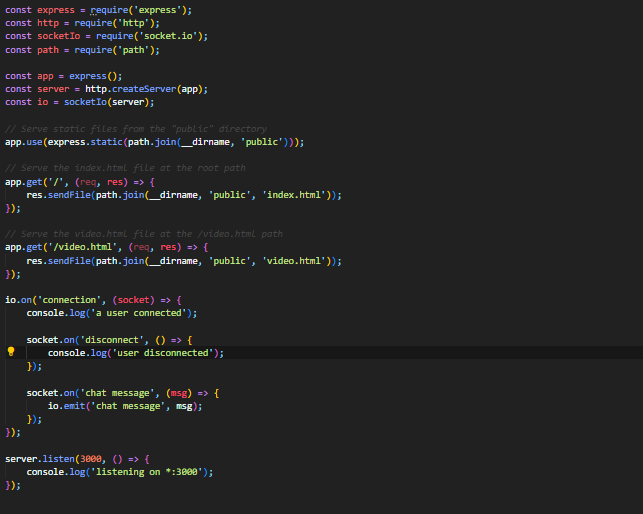 const express = require('express');
const http = require('http');
const socketIo = require('socket.io');
const path = require('path');
const app = express();
const server = http.createServer(app);
const io = socketIo(server);
// Serve static files from the "public" directory
app.use(express.static(path.join(__dirname, 'public')));
// Serve the index.html file at the root path
app.get('/', (req, res) => {
    res.sendFile(path.join(__dirname, 'public', 'index.html'));
});
// Serve the video.html file at the /video.html path
app.get('/video.html', (req, res) => {
    res.sendFile(path.join(__dirname, 'public', 'video.html'));
});
io.on('connection', (socket) => {
    console.log('a user connected');
    socket.on('disconnect', () => {
        console.log('user disconnected');
    });
    socket.on('chat message', (msg) => {
        io.emit('chat message', msg);
    });
});
server.listen(3000, () => {
    console.log('listening on *:3000');
});